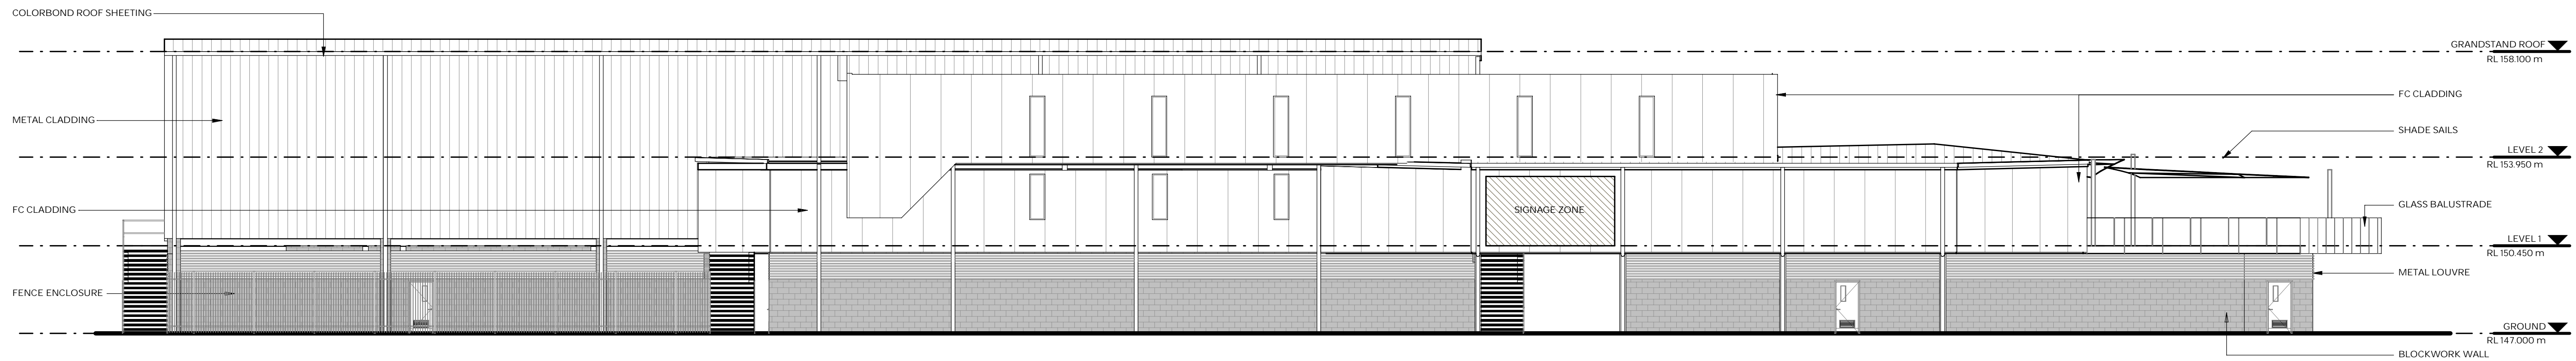 COLORBOND ROOF SHEETING
GRANDSTAND ROOF
RL 158.100 m
FC CLADDING
METAL CLADDING
SHADE SAILS
LEVEL 2
RL 153.950 m
GLASS BALUSTRADE
FC CLADDING
SIGNAGE ZONE
LEVEL 1
RL 150.450 m
METAL LOUVRE
FENCE ENCLOSURE
GROUND
RL 147.000 m
BLOCKWORK WALL